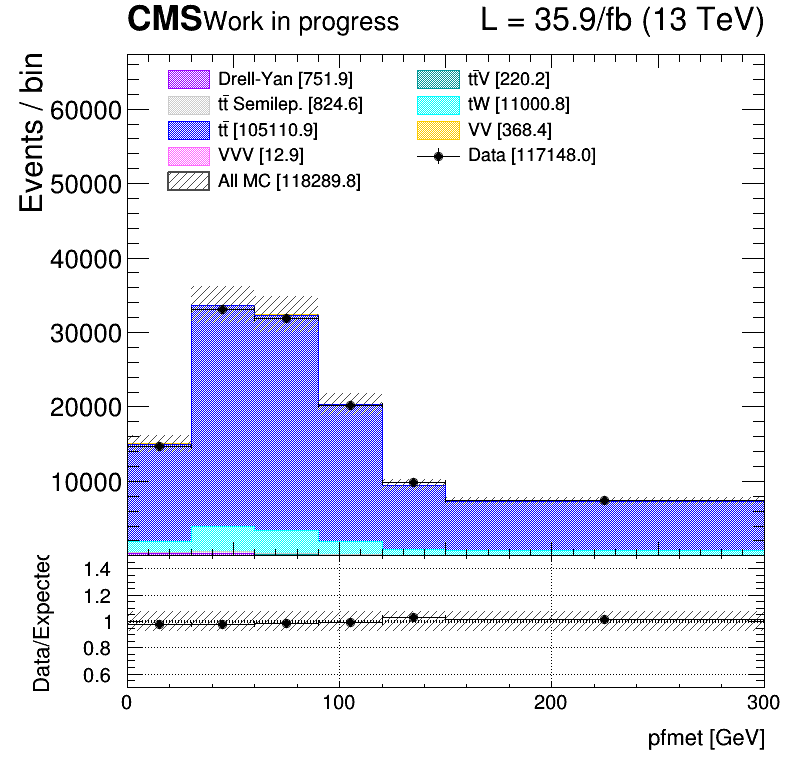 CMS Work in progress L = 35.9/fb (13 TeV)
Events / bin
Drell-Yan [751.9]
tt̄ Semilep. [824.6]
tt̄ [105110.9]
VVV [12.9]
All MC [118289.8]
tt̄V [220.2]
tW [11000.8]
VV [368.4]
Data [117148.0]
60000
50000
40000
30000
20000
10000
Data/Expected
1.4
1.2
1
0.8
0.6
0 100 200 300
pfmet [GeV]